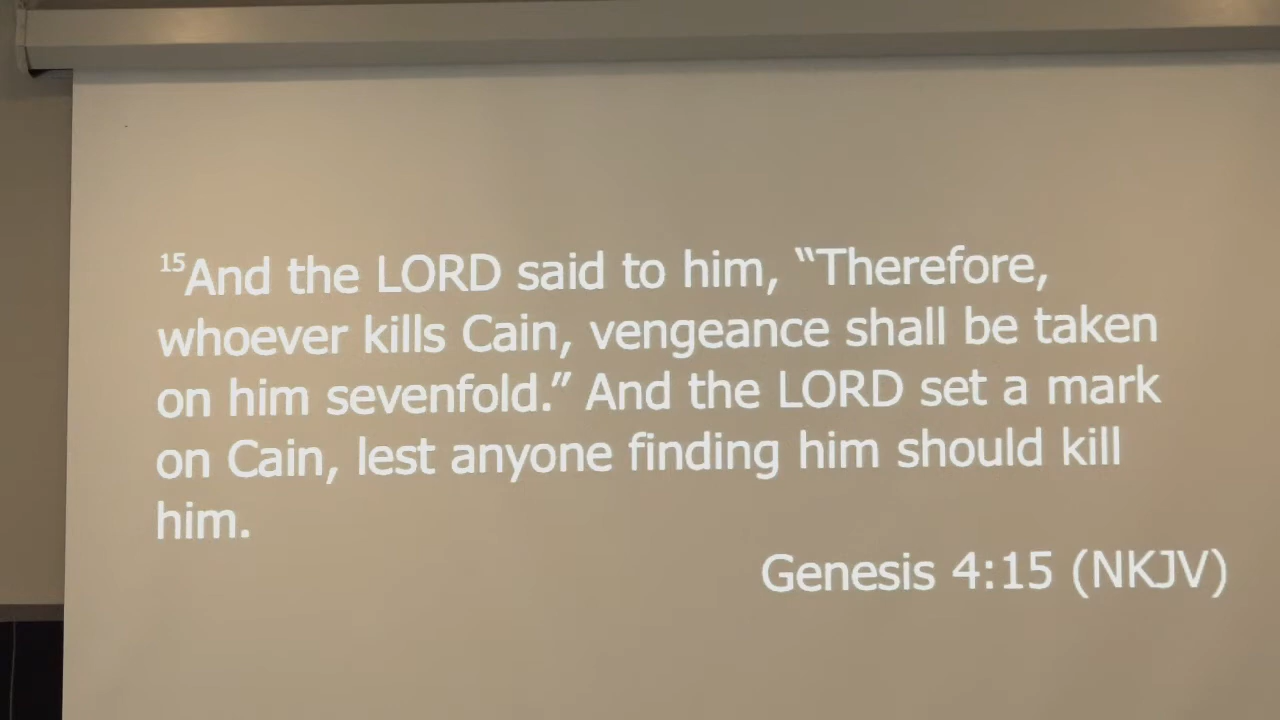 15And the LORD said to him, “Therefore,
whoever kills Cain, vengeance shall be taken
on him sevenfold.” And the LORD set a mark
on Cain, lest anyone finding him should kill
him.
Genesis 4:15 (NKJV)